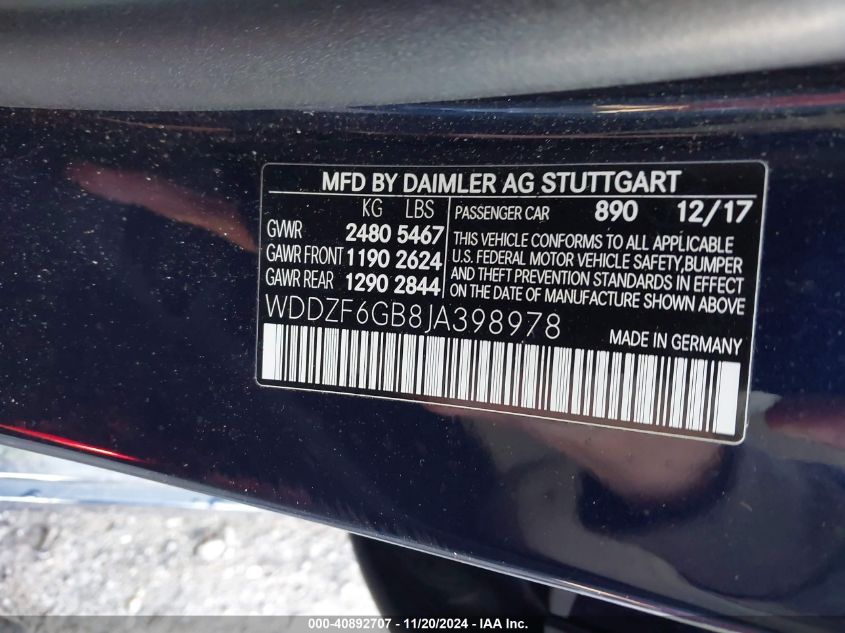 MFD BY DAIMLER AG STUTTGART
KG LBS
GVWR 2480 5467
GAWR FRONT 1190 2624
GAWR REAR 1290 2844
PASSENGER CAR 890 12/17
THIS VEHICLE CONFORMS TO ALL APPLICABLE
U.S. FEDERAL MOTOR VEHICLE SAFETY,BUMPER
AND THEFT PREVENTION STANDARDS IN EFFECT
ON THE DATE OF MANUFACTURE SHOWN ABOVE
WDDZF6GB8JA398978
MADE IN GERMANY
000-40892707 - 11/20/2024 - IAA Inc.